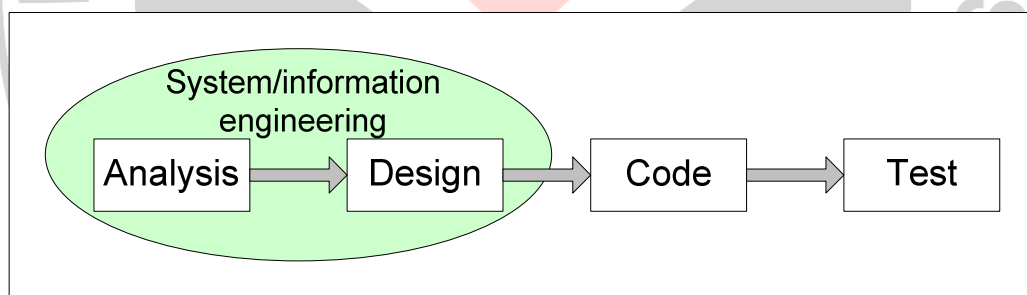 System/information
engineering
Analysis
Design
Code
Test